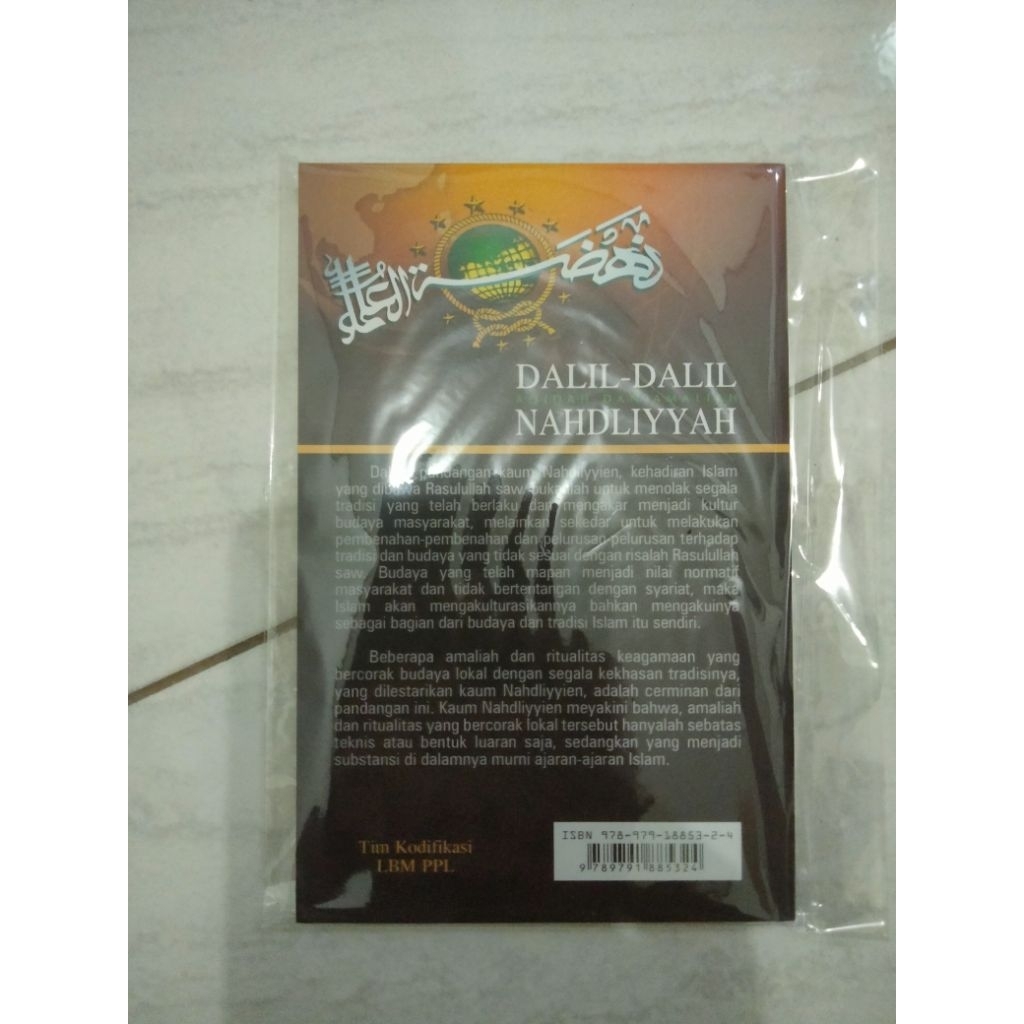 نهضة العلماء
DALIL-DALIL
AQIDAH DAN AMALIAH
NAHDLIYYAH
Dalam pandangan kaum Nahdliyyien, kehadiran Islam
yang dibawa Rasulullah saw, bukanlah untuk menolak segala
tradisi yang telah berlaku dan mengakar menjadi kultur
budaya masyarakat, melainkan sekedar untuk melakukan
pembenahan-pembenahan dan pelurusan pelurusan terhadap
tradisi dan budaya yang tidak sesuai dengan risalah Rasulullah
saw. Budaya yang telah mapan menjadi nilai normatif
masyarakat dan tidak bertentangan dengan syariat, maka
Islam akan mengakulturasikannya bahkan mengakuinya
sebagai bagian dari budaya dan tradisi Islam itu sendiri.
Beberapa amaliah dan ritualitas keagamaan yang
bercorak budaya lokal dengan segala kekhasan tradisinya,
yang dilestarikan kaum Nahdliyyien, adalah cerminan dari
pandangan ini. Kaum Nahdliyyien meyakini bahwa, amaliah
dan ritualitas yang bercorak lokal tersebut hanyalah sebatas
teknis atau bentuk luaran saja, sedangkan yang menjadi
substansi di dalamnya murni ajaran-ajaran Islam.
ISBN 978-979-18853-2-4
9 789791 885324
Tim Kodifikasi
LBM PPL